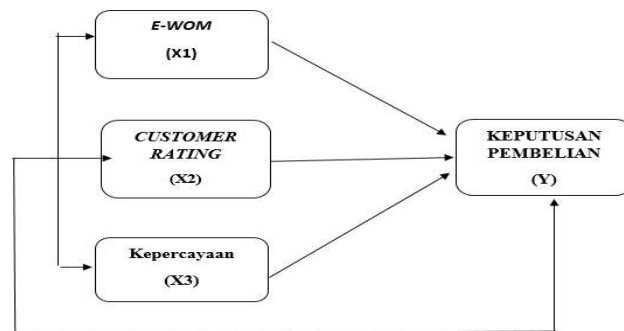 E-WOM
(X1)
CUSTOMER
RATING
(X2)
Kepercayaan
(X3)
KEPUTUSAN
PEMBELIAN
(Y)